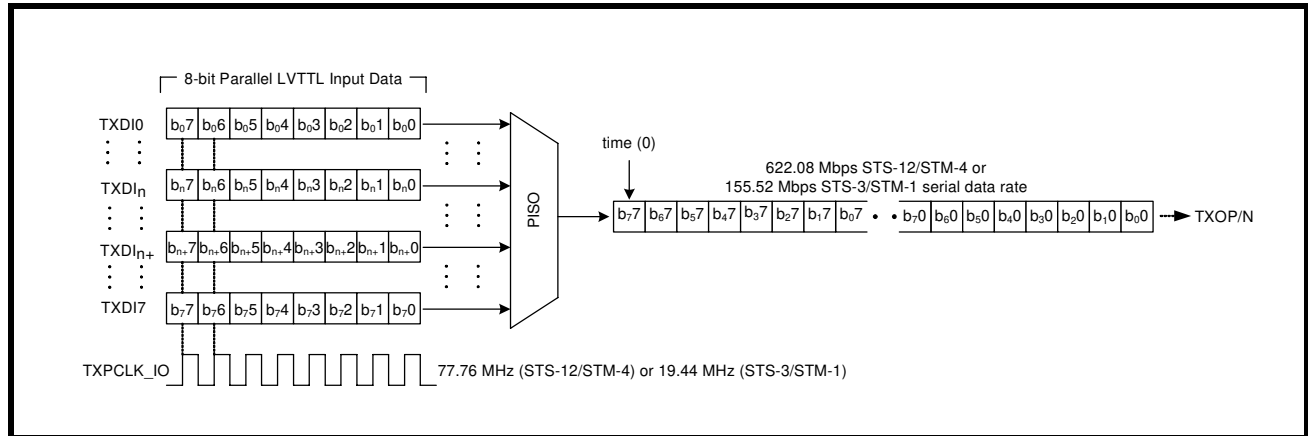 8-bit Parallel LVTTL Input Data
TXDI0
b07 b06 b05 b04 b03 b02 b01 b00
TXDIn
bn7 bn6 bn5 bn4 bn3 bn2 bn1 bn0
TXDIn+
bn+7 bn+6 bn+5 bn+4 bn+3 bn+2 bn+1 bn+0
TXDI7
b77 b76 b75 b74 b73 b72 b71 b70
TXPCLK_IO
77.76 MHz (STS-12/STM-4) or 19.44 MHz (STS-3/STM-1)
PISO
time (0)
622.08 Mbps STS-12/STM-4 or
155.52 Mbps STS-3/STM-1 serial data rate
b77 b67 b57 b47 b37 b27 b17 b07 • • b70 b60 b50 b40 b30 b20 b10 b00
TXOP/N